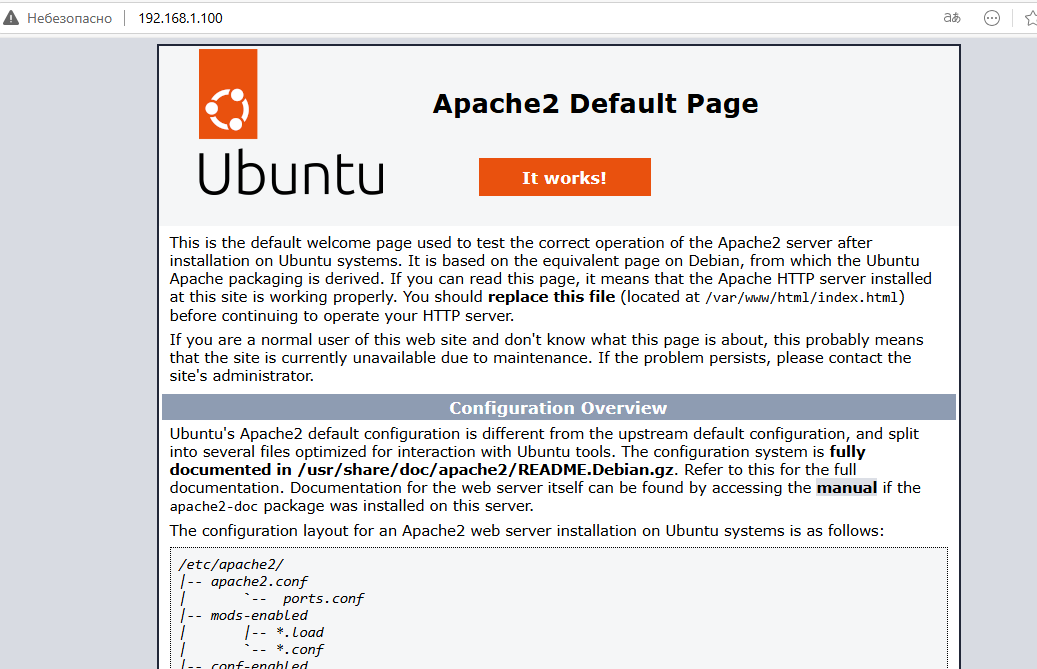 Небезопасно 192.168.1.100 aあ
Apache2 Default Page
Ubuntu
It works!
This is the default welcome page used to test the correct operation of the Apache2 server after
installation on Ubuntu systems. It is based on the equivalent page on Debian, from which the Ubuntu
Apache packaging is derived. If you can read this page, it means that the Apache HTTP server installed
at this site is working properly. You should replace this file (located at /var/www/html/index.html)
before continuing to operate your HTTP server.
If you are a normal user of this web site and don't know what this page is about, this probably means
that the site is currently unavailable due to maintenance. If the problem persists, please contact the
site's administrator.
Configuration Overview
Ubuntu's Apache2 default configuration is different from the upstream default configuration, and split
into several files optimized for interaction with Ubuntu tools. The configuration system is fully
documented in /usr/share/doc/apache2/README.Debian.gz. Refer to this for the full
documentation. Documentation for the web server itself can be found by accessing the manual if the
apache2-doc package was installed on this server.
The configuration layout for an Apache2 web server installation on Ubuntu systems is as follows:
/etc/apache2/
|-- apache2.conf
|       `--  ports.conf
|-- mods-enabled
|       |-- *.load
|       `-- *.conf
|-- conf-enabled